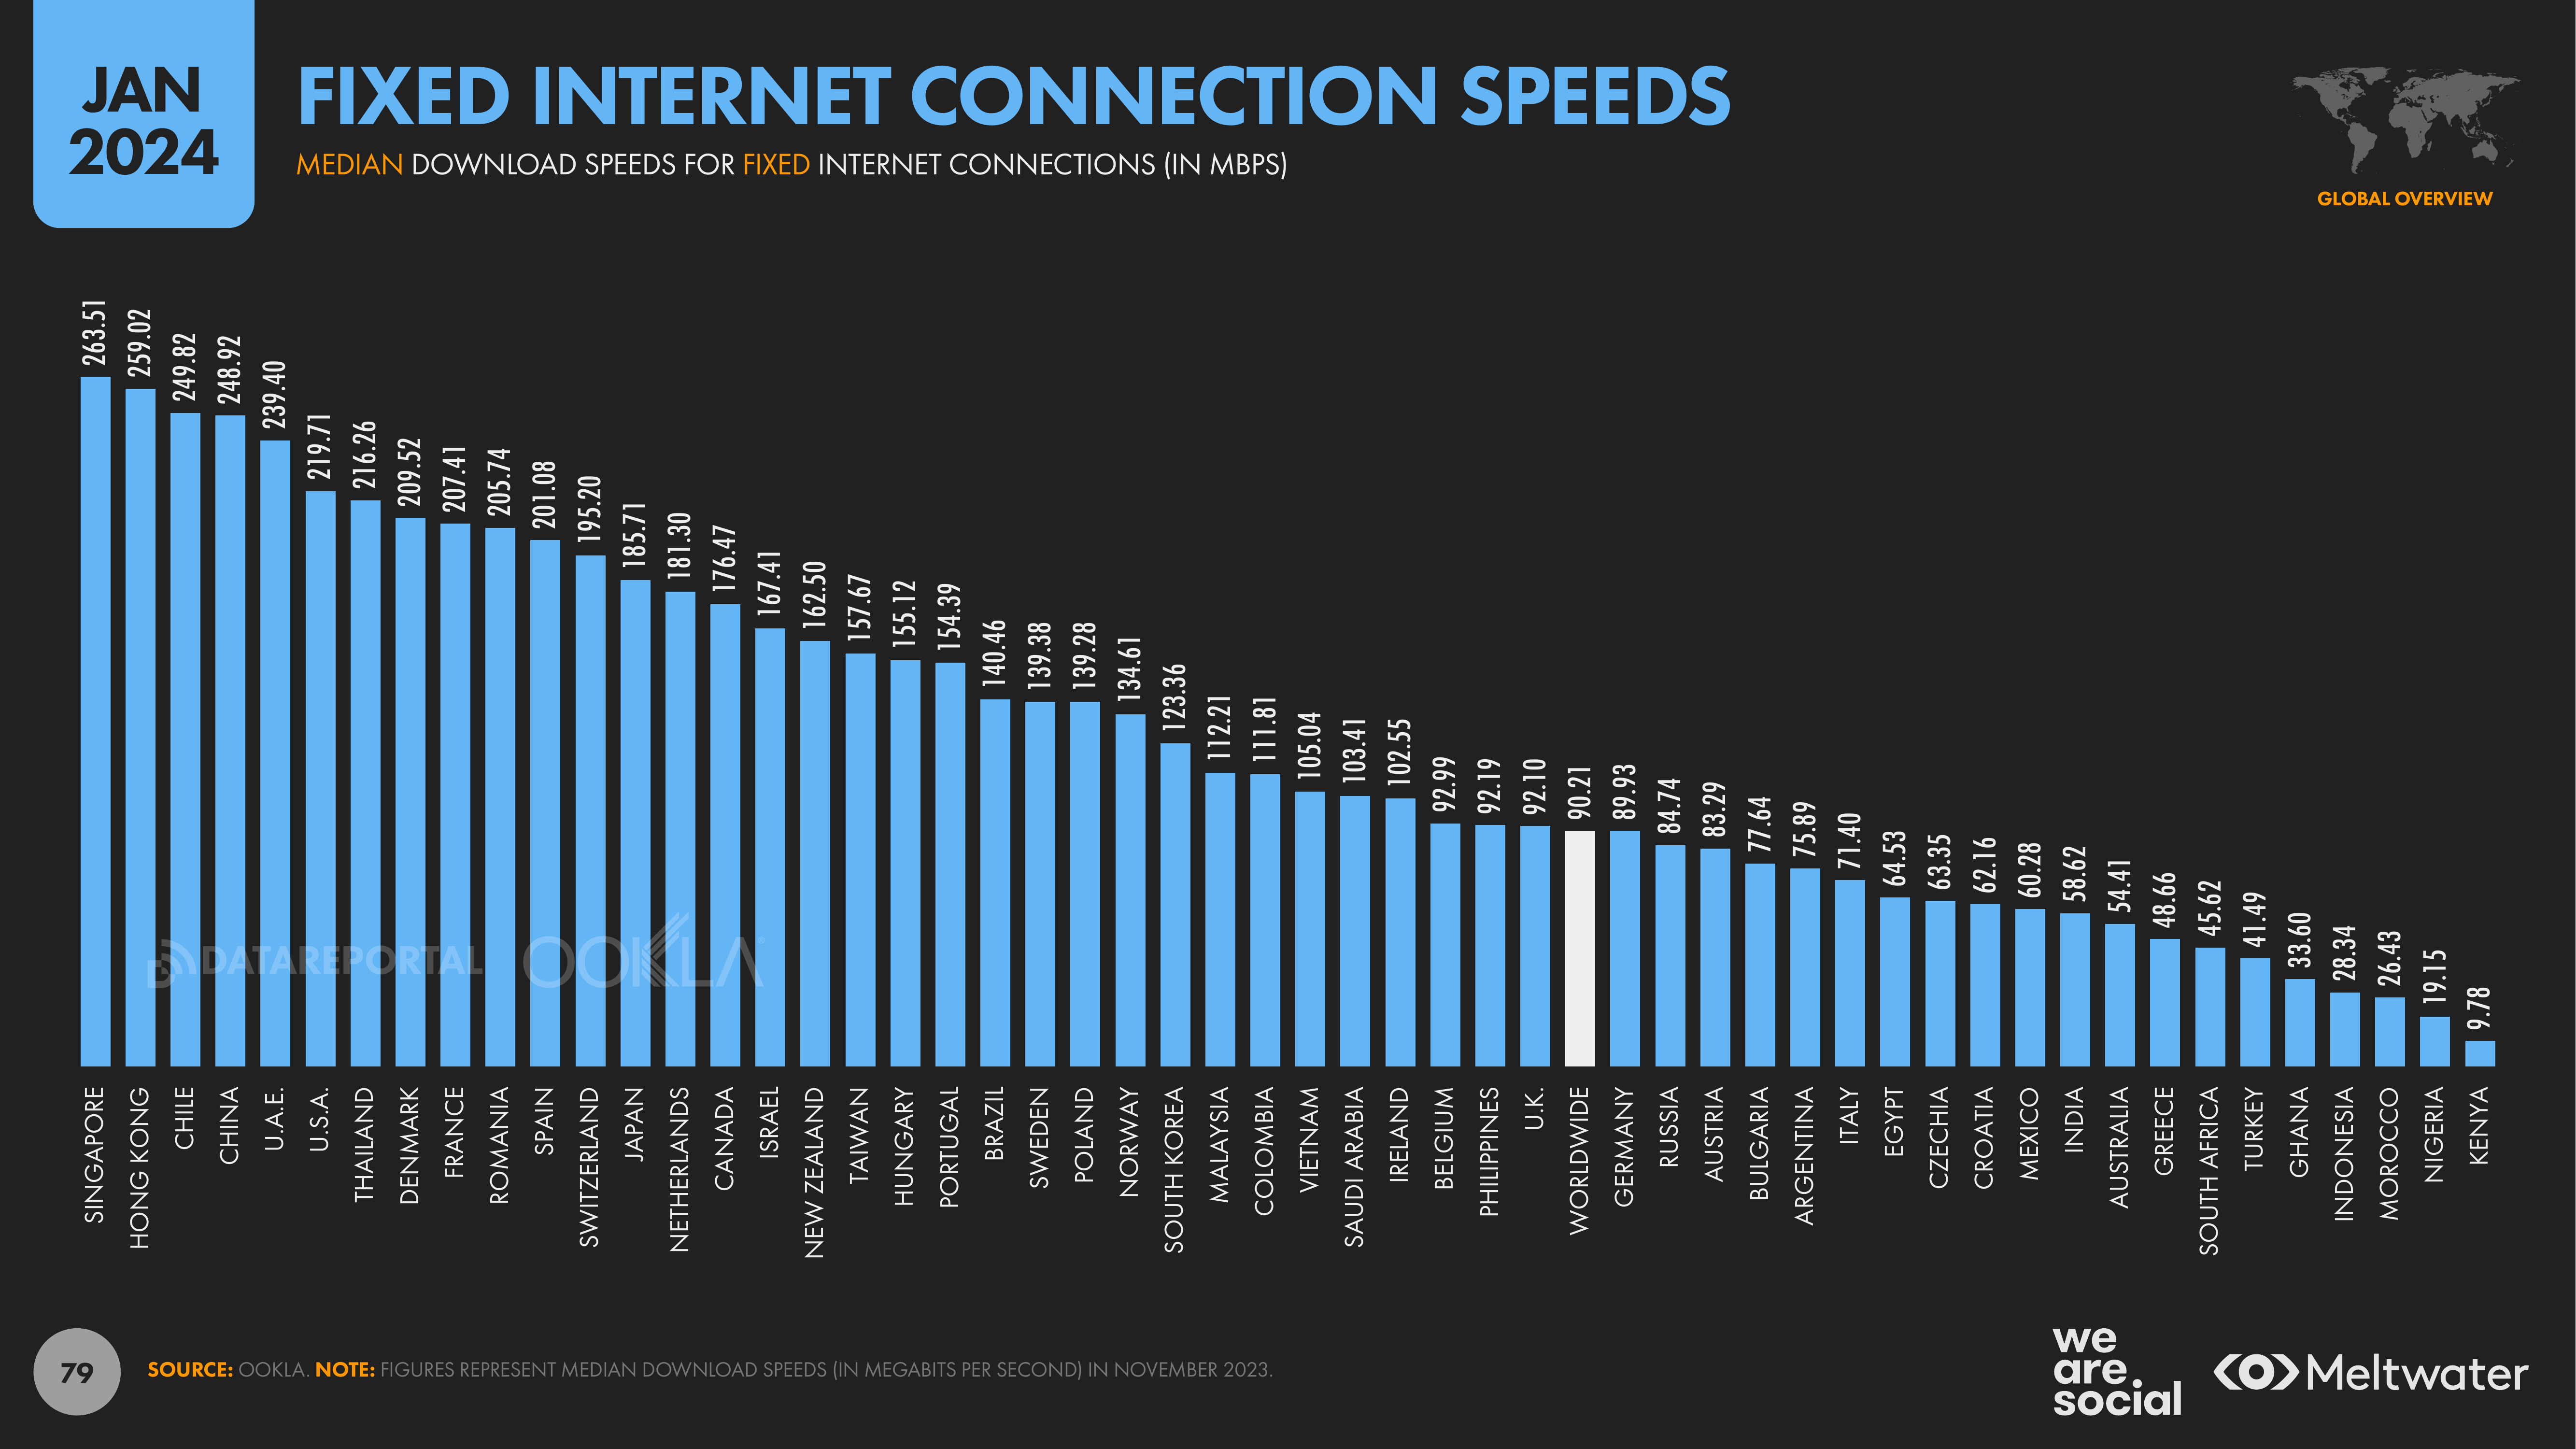 JAN
2024
FIXED INTERNET CONNECTION SPEEDS
MEDIAN DOWNLOAD SPEEDS FOR FIXED INTERNET CONNECTIONS (IN MBPS)
GLOBAL OVERVIEW
263.51
259.02
249.82
248.92
239.40
219.71
216.26
209.52
207.41
205.74
201.08
195.20
185.71
181.30
176.47
167.41
162.50
157.67
155.12
154.39
140.46
139.38
139.28
134.61
123.36
112.21
111.81
105.04
103.41
102.55
92.99
92.19
92.10
90.21
89.93
84.74
83.29
77.64
75.89
71.40
64.53
63.35
62.16
60.28
58.62
54.41
48.66
45.62
41.49
33.60
28.34
26.43
19.15
9.78
DATAREPORTAL
OOKLA
SINGAPORE
HONG KONG
CHILE
CHINA
U.A.E.
U.S.A.
THAILAND
DENMARK
FRANCE
ROMANIA
SPAIN
SWITZERLAND
JAPAN
NETHERLANDS
CANADA
ISRAEL
NEW ZEALAND
TAIWAN
HUNGARY
PORTUGAL
BRAZIL
SWEDEN
POLAND
NORWAY
SOUTH KOREA
MALAYSIA
COLOMBIA
VIETNAM
SAUDI ARABIA
IRELAND
BELGIUM
PHILIPPINES
U.K.
WORLDWIDE
GERMANY
RUSSIA
AUSTRIA
BULGARIA
ARGENTINA
ITALY
EGYPT
CZECHIA
CROATIA
MEXICO
INDIA
AUSTRALIA
GREECE
SOUTH AFRICA
TURKEY
GHANA
INDONESIA
MOROCCO
NIGERIA
KENYA
79
SOURCE: OOKLA. NOTE: FIGURES REPRESENT MEDIAN DOWNLOAD SPEEDS (IN MEGABITS PER SECOND) IN NOVEMBER 2023.
we
are
social
Meltwater